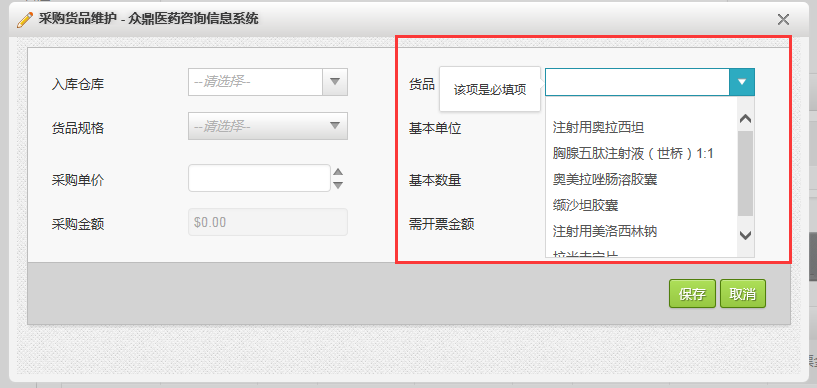 采购货品维护 - 众鼎医药咨询信息系统
入库仓库
--请选择--
货品
该项是必填项
货品规格
--请选择--
基本单位
注射用奥拉西坦
胸腺五肽注射液（世桥）1:1
采购单价
基本数量
奥美拉唑肠溶胶囊
缬沙坦胶囊
采购金额
$0.00
需开票金额
注射用美洛西林钠
保存
取消